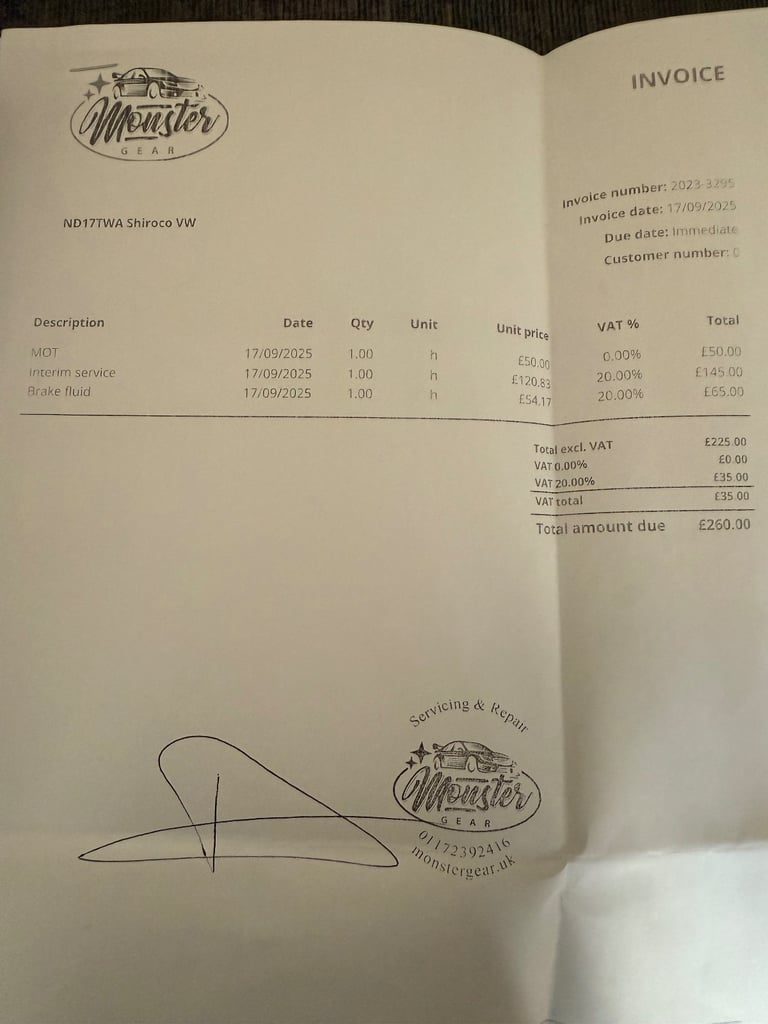 Monster
GEAR
INVOICE
Invoice number: 2023-3295
Invoice date: 17/09/2025
Due date: Immediate
Customer number: 0
ND17TWA Shiroco VW
Description Date Qty Unit Unit price VAT % Total
MOT 17/09/2025 1.00 h £50.00 0.00% £50.00
Interim service 17/09/2025 1.00 h £120.83 20.00% £145.00
Brake fluid 17/09/2025 1.00 h £54.17 20.00% £65.00
Total excl. VAT £225.00
VAT 0.00% £0.00
VAT 20.00% £35.00
VAT total £35.00
Total amount due £260.00
Servicing & Repair
Monster
GEAR
01172392416
monstergear.uk